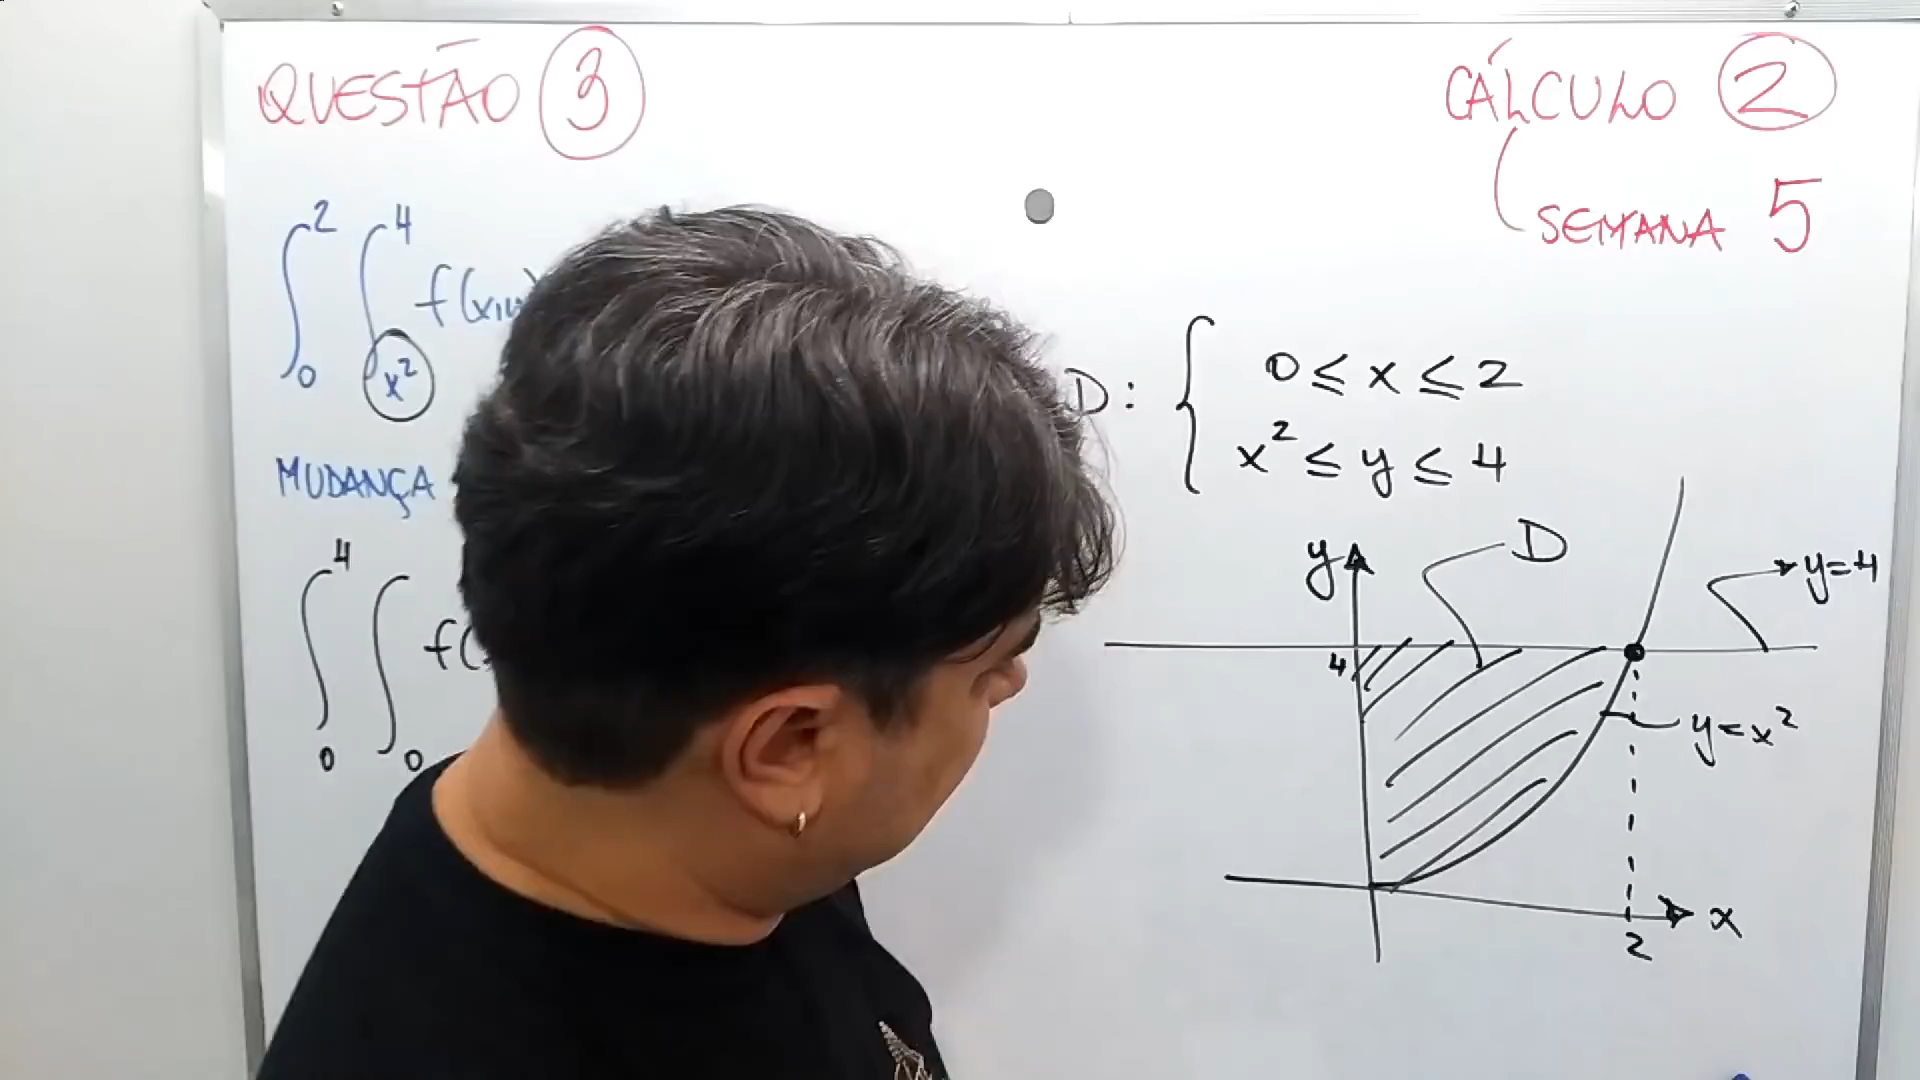 QUESTÃO 3
CÁLCULO 2
SEMANA 5
∫₀² ∫ₓ²⁴ f(x,y)
D: { 0 ≤ x ≤ 2
x² ≤ y ≤ 4
MUDANÇA
∫₀⁴ ∫₀ f(
y
D
y=4
4
y=x²
x
2